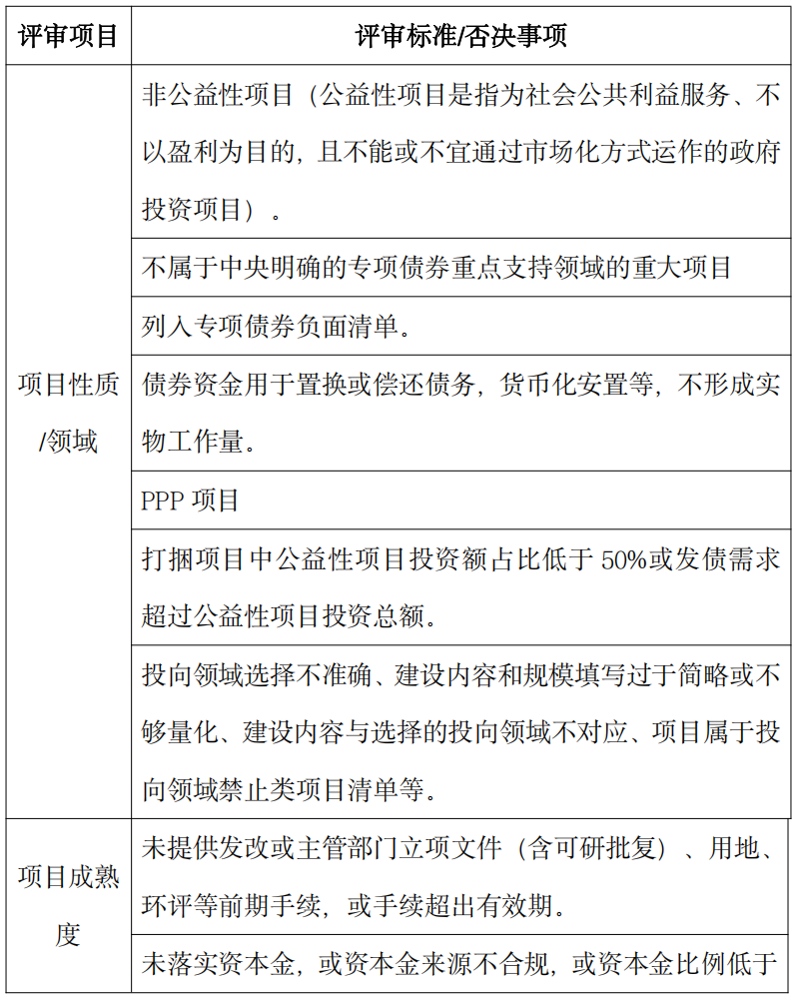 评审项目
评审标准/否决事项
项目性质
/领域
非公益性项目（公益性项目是指为社会公共利益服务、不
以盈利为目的，且不能或不宜通过市场化方式运作的政府
投资项目）。
不属于中央明确的专项债券重点支持领域的重大项目
列入专项债券负面清单。
债券资金用于置换或偿还债务，货币化安置等，不形成实
物工作量。
PPP 项目
打捆项目中公益性项目投资额占比低于 50%或发债需求
超过公益性项目投资总额。
投向领域选择不准确、建设内容和规模填写过于简略或不
够量化、建设内容与选择的投向领域不对应、项目属于投
向领域禁止类项目清单等。
项目成熟
度
未提供发改或主管部门立项文件（含可研批复）、用地、
环评等前期手续，或手续超出有效期。
未落实资本金，或资本金来源不合规，或资本金比例低于